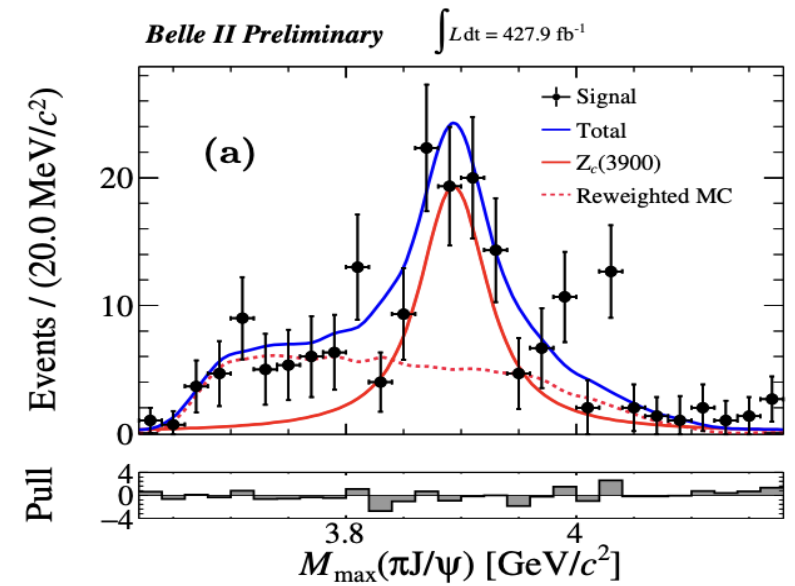 Belle II Preliminary ∫Ldt = 427.9 fb⁻¹
Events / (20.0 MeV/c²)
(a)
Signal
Total
Z_c(3900)
Reweighted MC
20
10
0
Pull
4
0
−4
3.8 4
M_max(πJ/ψ) [GeV/c²]